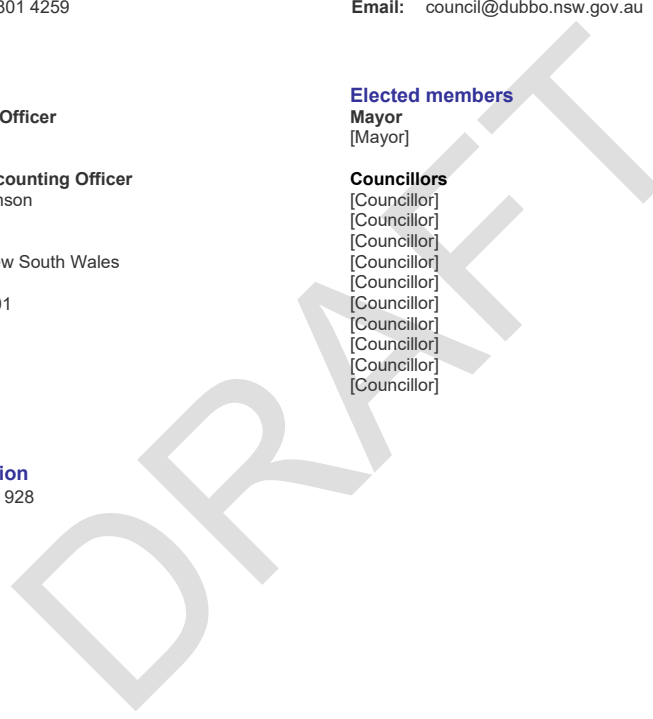 801 4259
Email: council@dubbo.nsw.gov.au
Officer
counting Officer
nson
w South Wales
01
ion
928
Elected members
Mayor
[Mayor]
Councillors
[Councillor]
[Councillor]
[Councillor]
[Councillor]
[Councillor]
[Councillor]
[Councillor]
[Councillor]
[Councillor]
[Councillor]
DRAFT